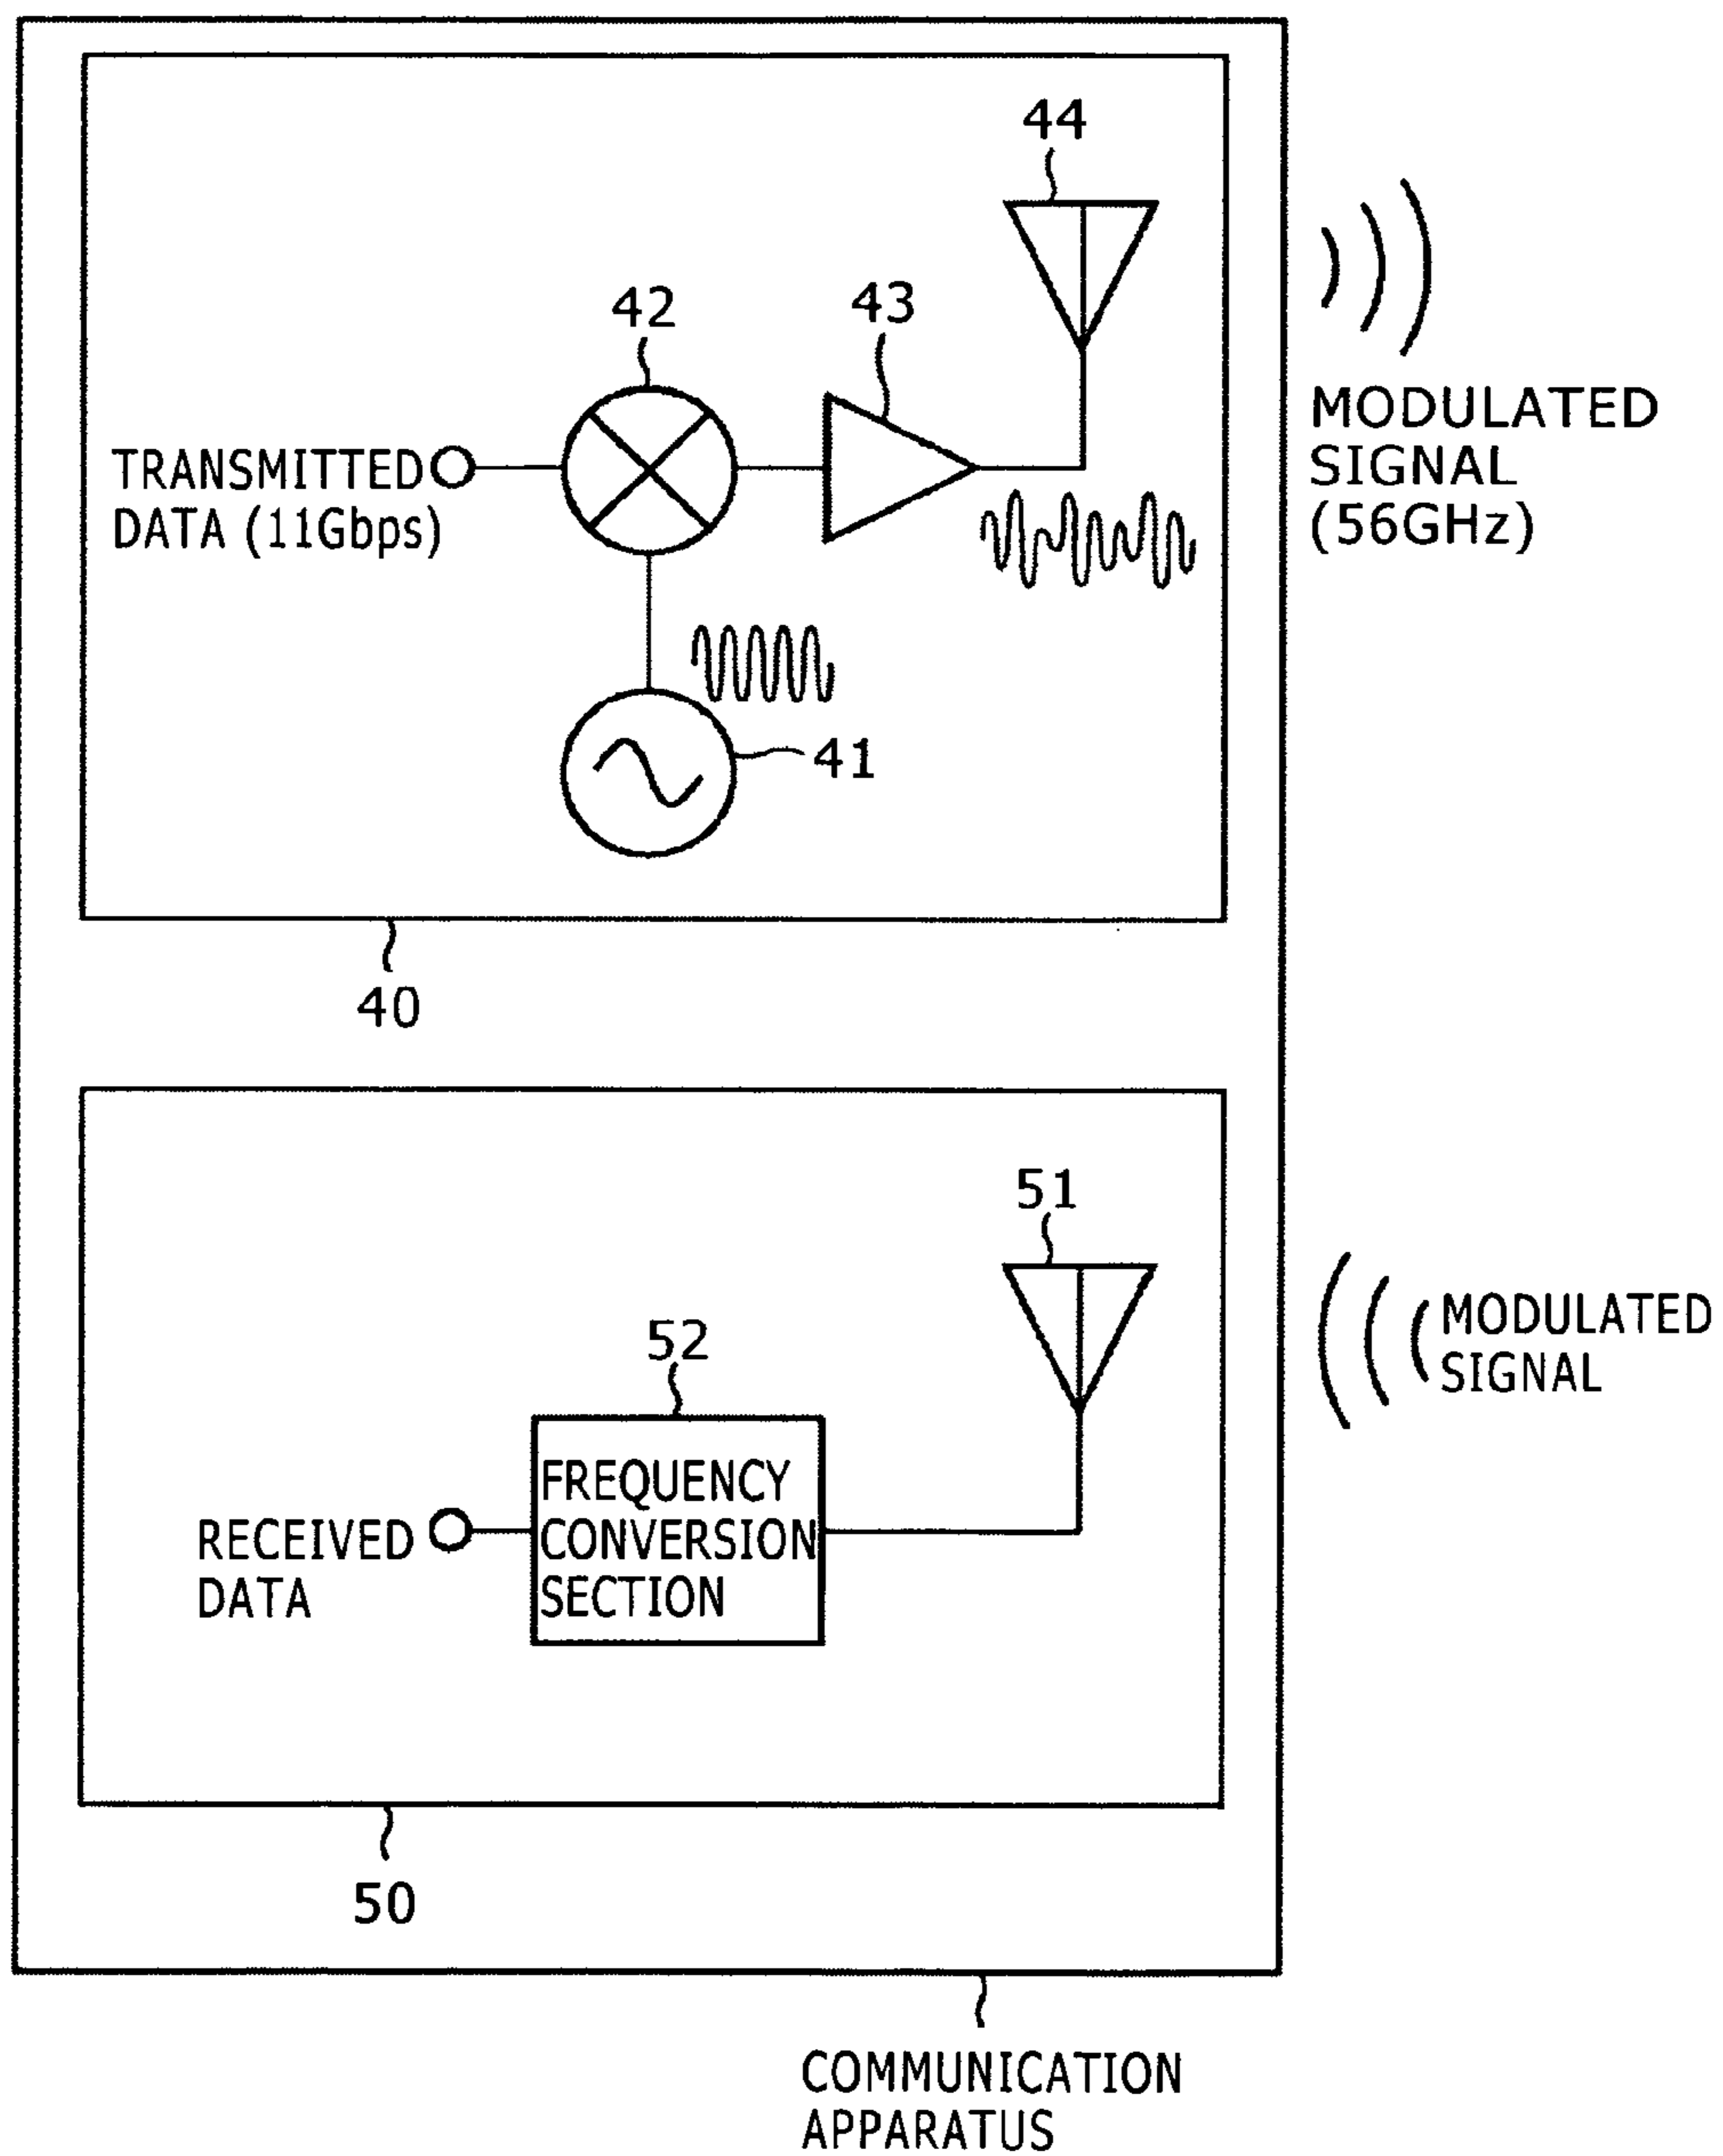 44
42
43
TRANSMITTED
DATA (11Gbps)
MODULATED
SIGNAL
(56GHz)
41
40
51
52
MODULATED
SIGNAL
FREQUENCY
CONVERSION
SECTION
RECEIVED
DATA
50
COMMUNICATION
APPARATUS